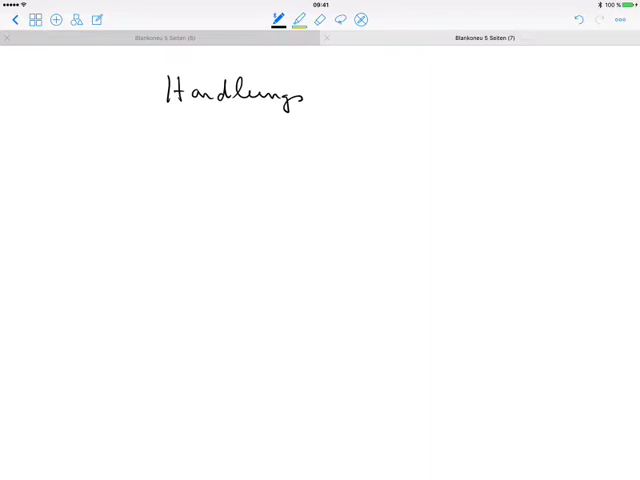 09:41
100 %
Blankoneu 5 Seiten (6)
Blankoneu 5 Seiten (7)
Handlungs